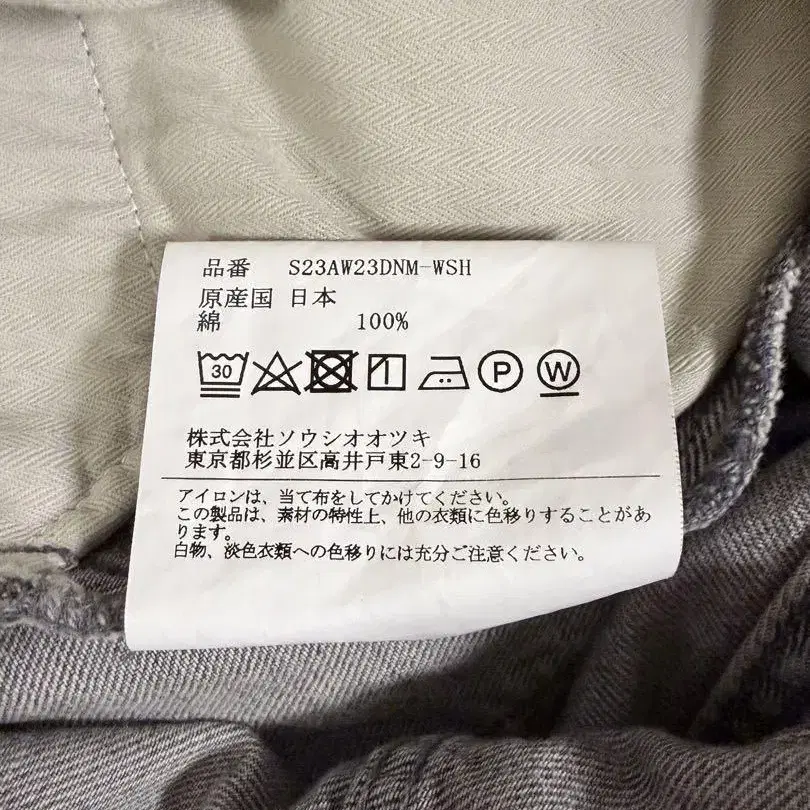 品番 S23AW23DNM-WSH
原産国 日本
綿 100%
30 P W
株式会社ソウシオオツキ
東京都杉並区高井戸東2-9-16
アイロンは、当て布をしてかけてください。
この製品は、素材の特性上、他の衣類に色移りすることがあ
ります。
白物、淡色衣類への色移りには充分ご注意ください。